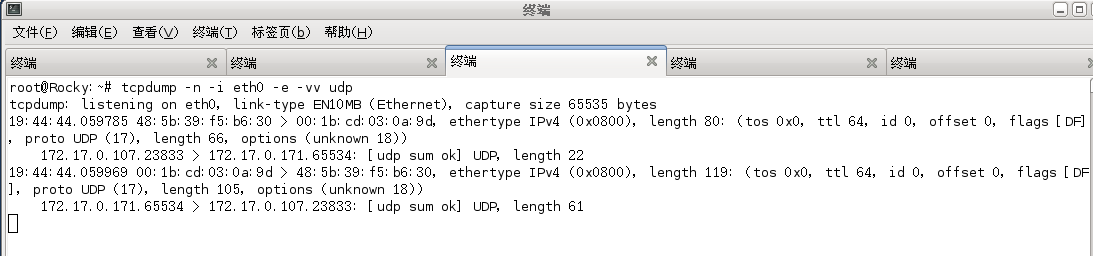 终端
文件(F) 编辑(E) 查看(V) 终端(T) 标签页(b) 帮助(H)
终端 终端 终端 终端 终端
root@Rocky:~# tcpdump -n -i eth0 -e -vv udp
tcpdump: listening on eth0, link-type EN10MB (Ethernet), capture size 65535 bytes
19:44:44.059785 48:5b:39:f5:b6:30 > 00:1b:cd:03:0a:9d, ethertype IPv4 (0x0800), length 80: (tos 0x0, ttl 64, id 0, offset 0, flags [DF]
, proto UDP (17), length 66, options (unknown 18))
172.17.0.107.23833 > 172.17.0.171.65534: [udp sum ok] UDP, length 22
19:44:44.059969 00:1b:cd:03:0a:9d > 48:5b:39:f5:b6:30, ethertype IPv4 (0x0800), length 119: (tos 0x0, ttl 64, id 0, offset 0, flags [DF
], proto UDP (17), length 105, options (unknown 18))
172.17.0.171.65534 > 172.17.0.107.23833: [udp sum ok] UDP, length 61